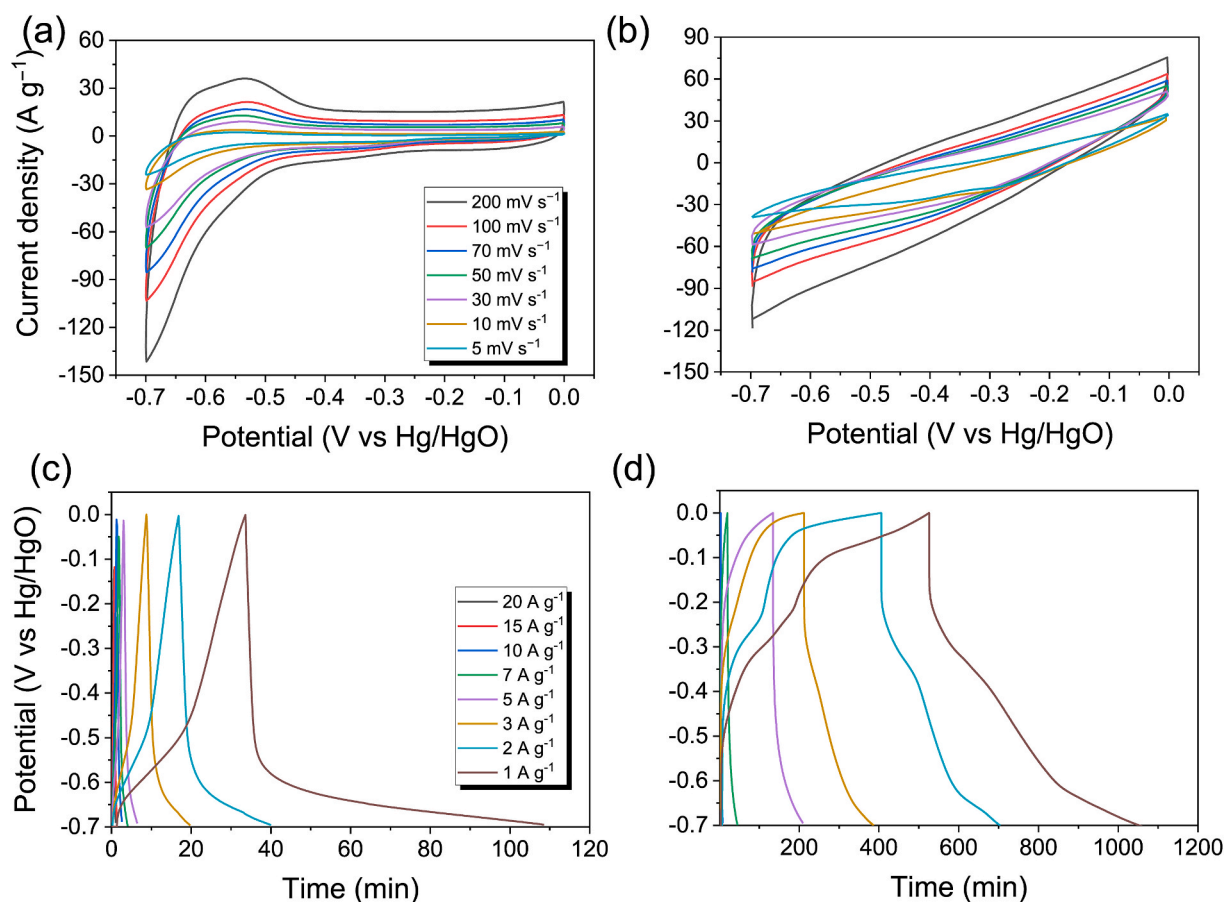 (a)
60
30
0
-30
-60
-90
-120
-150
Current density (A g⁻¹)
200 mV s⁻¹
100 mV s⁻¹
70 mV s⁻¹
50 mV s⁻¹
30 mV s⁻¹
10 mV s⁻¹
5 mV s⁻¹
-0.7 -0.6 -0.5 -0.4 -0.3 -0.2 -0.1 0.0
Potential (V vs Hg/HgO)
(b)
90
60
30
0
-30
-60
-90
-120
-150
-0.7 -0.6 -0.5 -0.4 -0.3 -0.2 -0.1 0.0
Potential (V vs Hg/HgO)
(c)
0.0
-0.1
-0.2
-0.3
-0.4
-0.5
-0.6
-0.7
Potential (V vs Hg/HgO)
20 A g⁻¹
15 A g⁻¹
10 A g⁻¹
7 A g⁻¹
5 A g⁻¹
3 A g⁻¹
2 A g⁻¹
1 A g⁻¹
0 20 40 60 80 100 120
Time (min)
(d)
0.0
-0.1
-0.2
-0.3
-0.4
-0.5
-0.6
-0.7
200 400 600 800 1000 1200
Time (min)